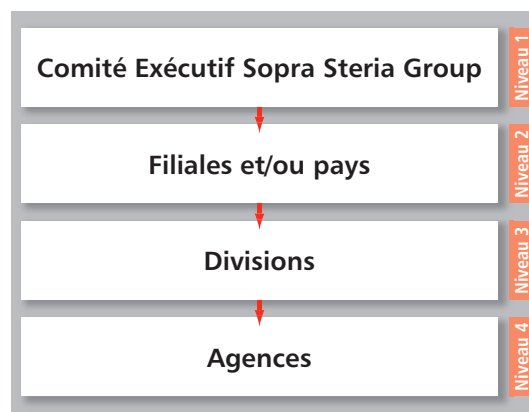 Comité Exécutif Sopra Steria Group
Niveau 1
Filiales et/ou pays
Niveau 2
Divisions
Niveau 3
Agences
Niveau 4